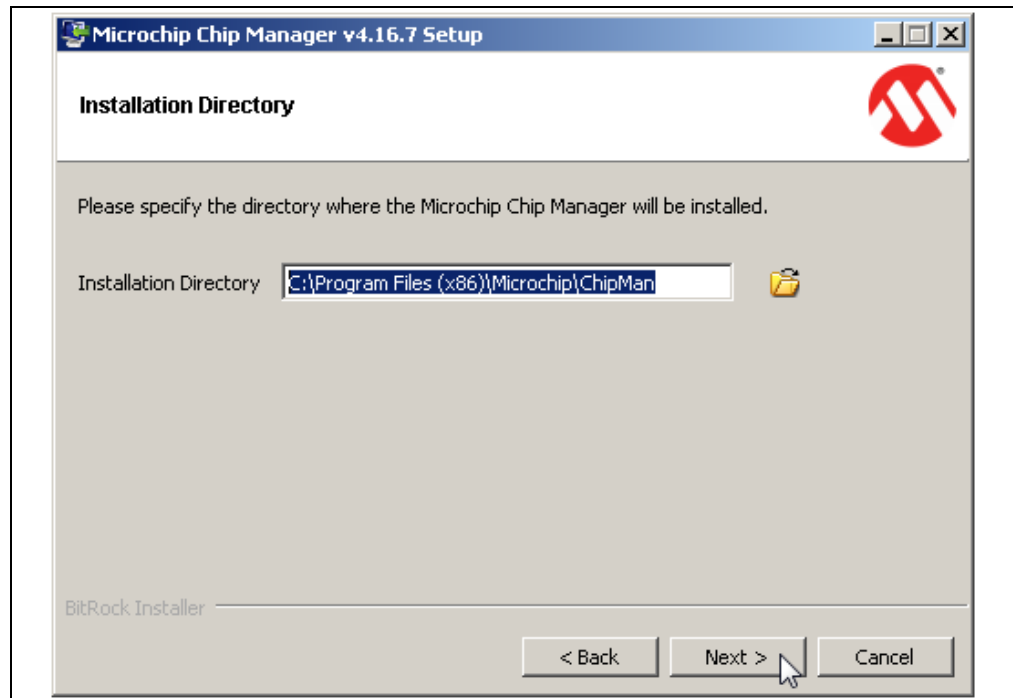 Microchip Chip Manager v4.16.7 Setup
Installation Directory
Please specify the directory where the Microchip Chip Manager will be installed.
Installation Directory C:\Program Files (x86)\Microchip\ChipMan
BitRock Installer
< Back Next > Cancel